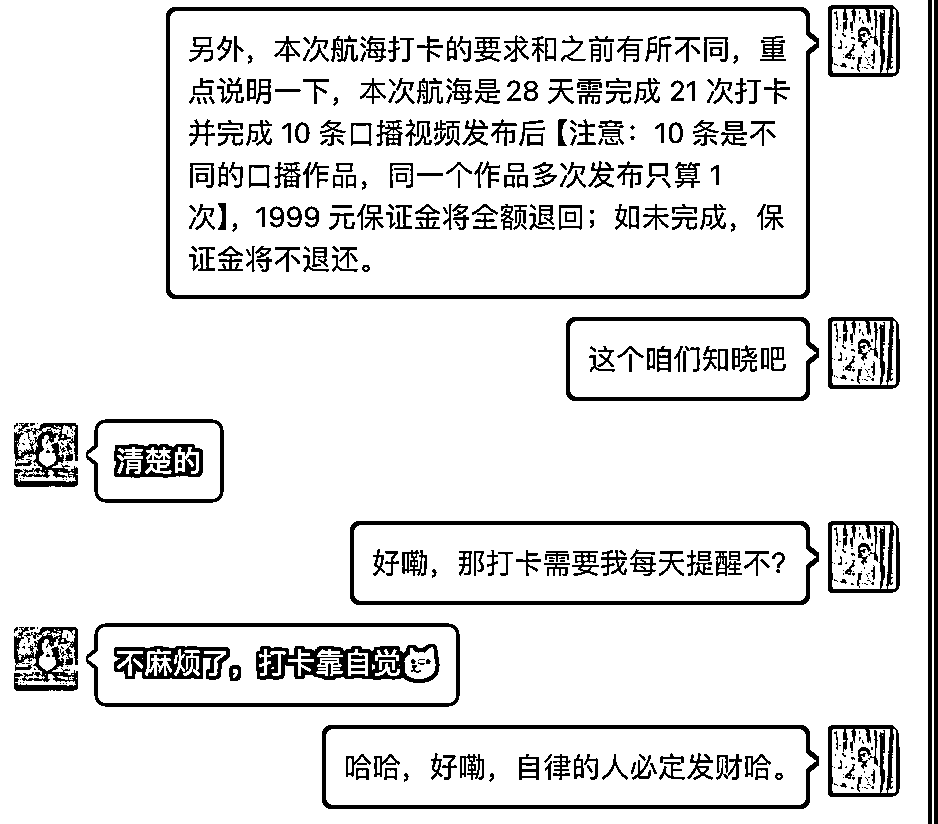 另外，本次航海打卡的要求和之前有所不同，重
点说明一下，本次航海是 28 天需完成 21 次打卡
并完成 10 条口播视频发布后【注意：10 条是不
同的口播作品，同一个作品多次发布只算 1
次】，1999 元保证金将全额退回；如未完成，保
证金将不退还。
这个咱们知晓吧
清楚的
好嘞，那打卡需要我每天提醒不？
不麻烦了，打卡靠自觉
哈哈，好嘞，自律的人必定发财哈。